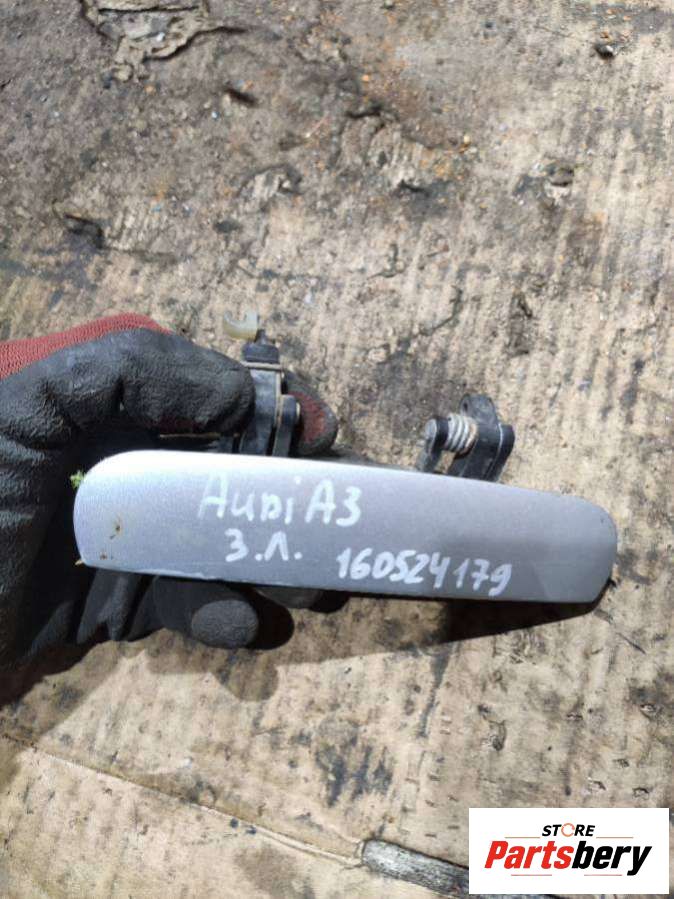 AUDI A3
З.Л. 160524179
STORE
Partsbery